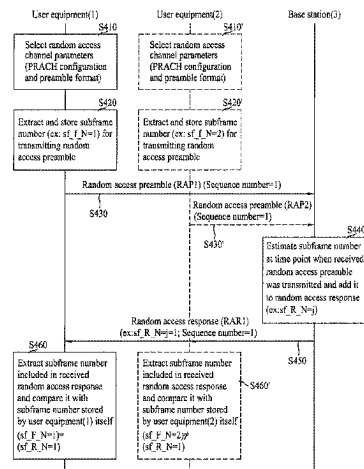 User equipment(1)
User equipment(2)
Base station(3)
S410
S410'
Select random access
channel parameters
(PRACH configuration
and preamble format)
Select random access
channel parameters
(PRACH configuration
and preamble format)
S420
S420'
Extract and store subframe
number (ex: sf_f_N=1) for
transmitting random
access preamble
Extract and store subframe
number (ex: sf_f_N=2) for
transmitting random
access preamble
Random access preamble (RAP1) (Sequence number=1)
S430
Random access preamble (RAP2)
(Sequence number=1)
S430'
S440
Estimate subframe number
at time point when received
random access preamble
was transmitted and add it
to random access response
(ex:sf_R_N=j)
Random access response (RAR1)
(ex:sf_R_N=j=1; Sequence number=1)
S450
S460
Extract subframe number
included in received
random access response
and compare it with
subframe number stored
by user equipment(1) itself
(sf_F_N=1)=
(sf_R_N=1)
Extract subframe number
included in received
random access response
and compare it with
subframe number stored
by user equipment(2) itself
(sf_F_N=2)≠
(sf_R_N=1)
S460'